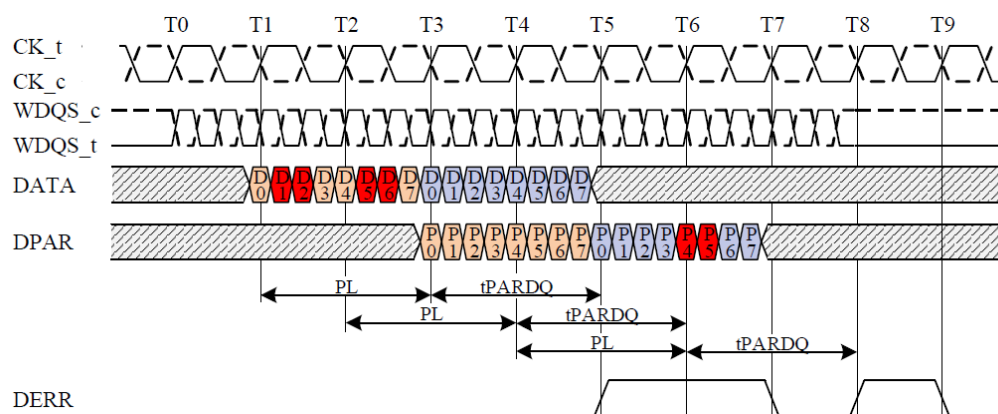 T0 T1 T2 T3 T4 T5 T6 T7 T8 T9
CK_t
CK_c
WDQS_c
WDQS_t
DATA D0 D1 D2 D3 D4 D5 D6 D7 D0 D1 D2 D3 D4 D5 D6 D7
DPAR P0 P1 P2 P3 P4 P5 P6 P7 P0 P1 P2 P3 P4 P5 P6 P7
PL tPARDQ
PL tPARDQ
PL tPARDQ
DERR